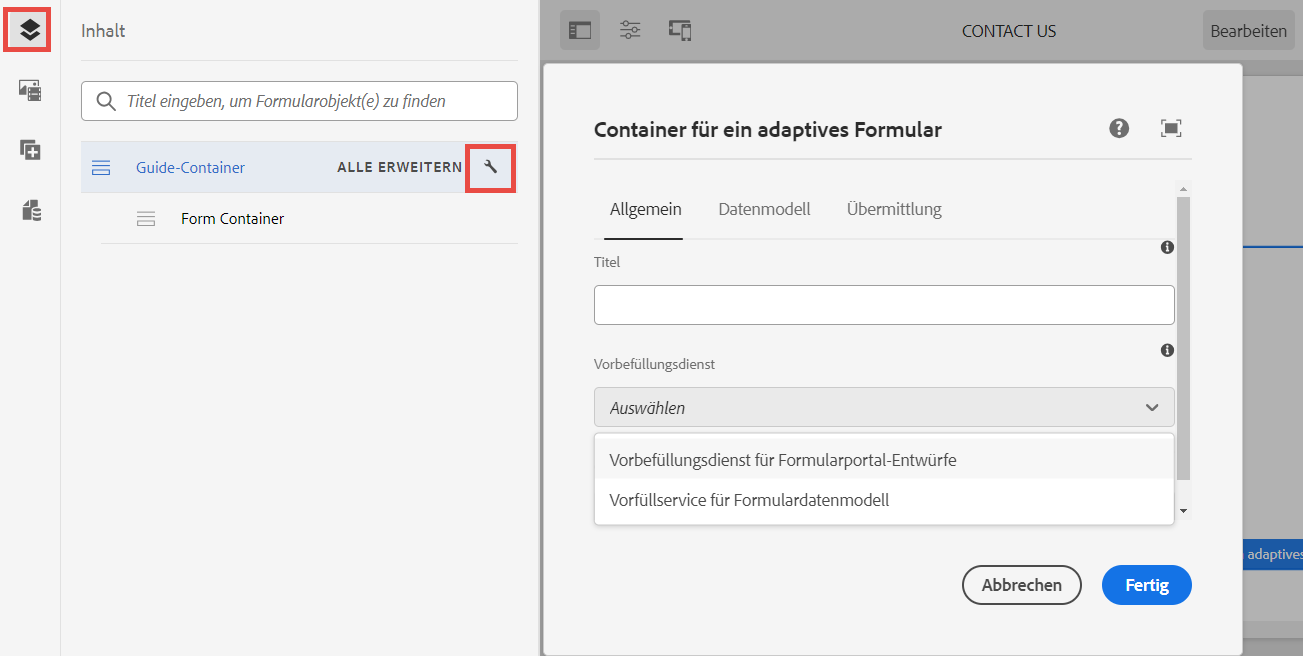 Inhalt
Titel eingeben, um Formularobjekt(e) zu finden
Guide-Container ALLE ERWEITERN
Form Container
CONTACT US Bearbeiten
Container für ein adaptives Formular
Allgemein Datenmodell Übermittlung
Titel
Vorbefüllungsdienst
Auswählen
Vorbefüllungsdienst für Formularportal-Entwürfe
Vorfüllservice für Formulardatenmodell
adaptives
Abbrechen Fertig